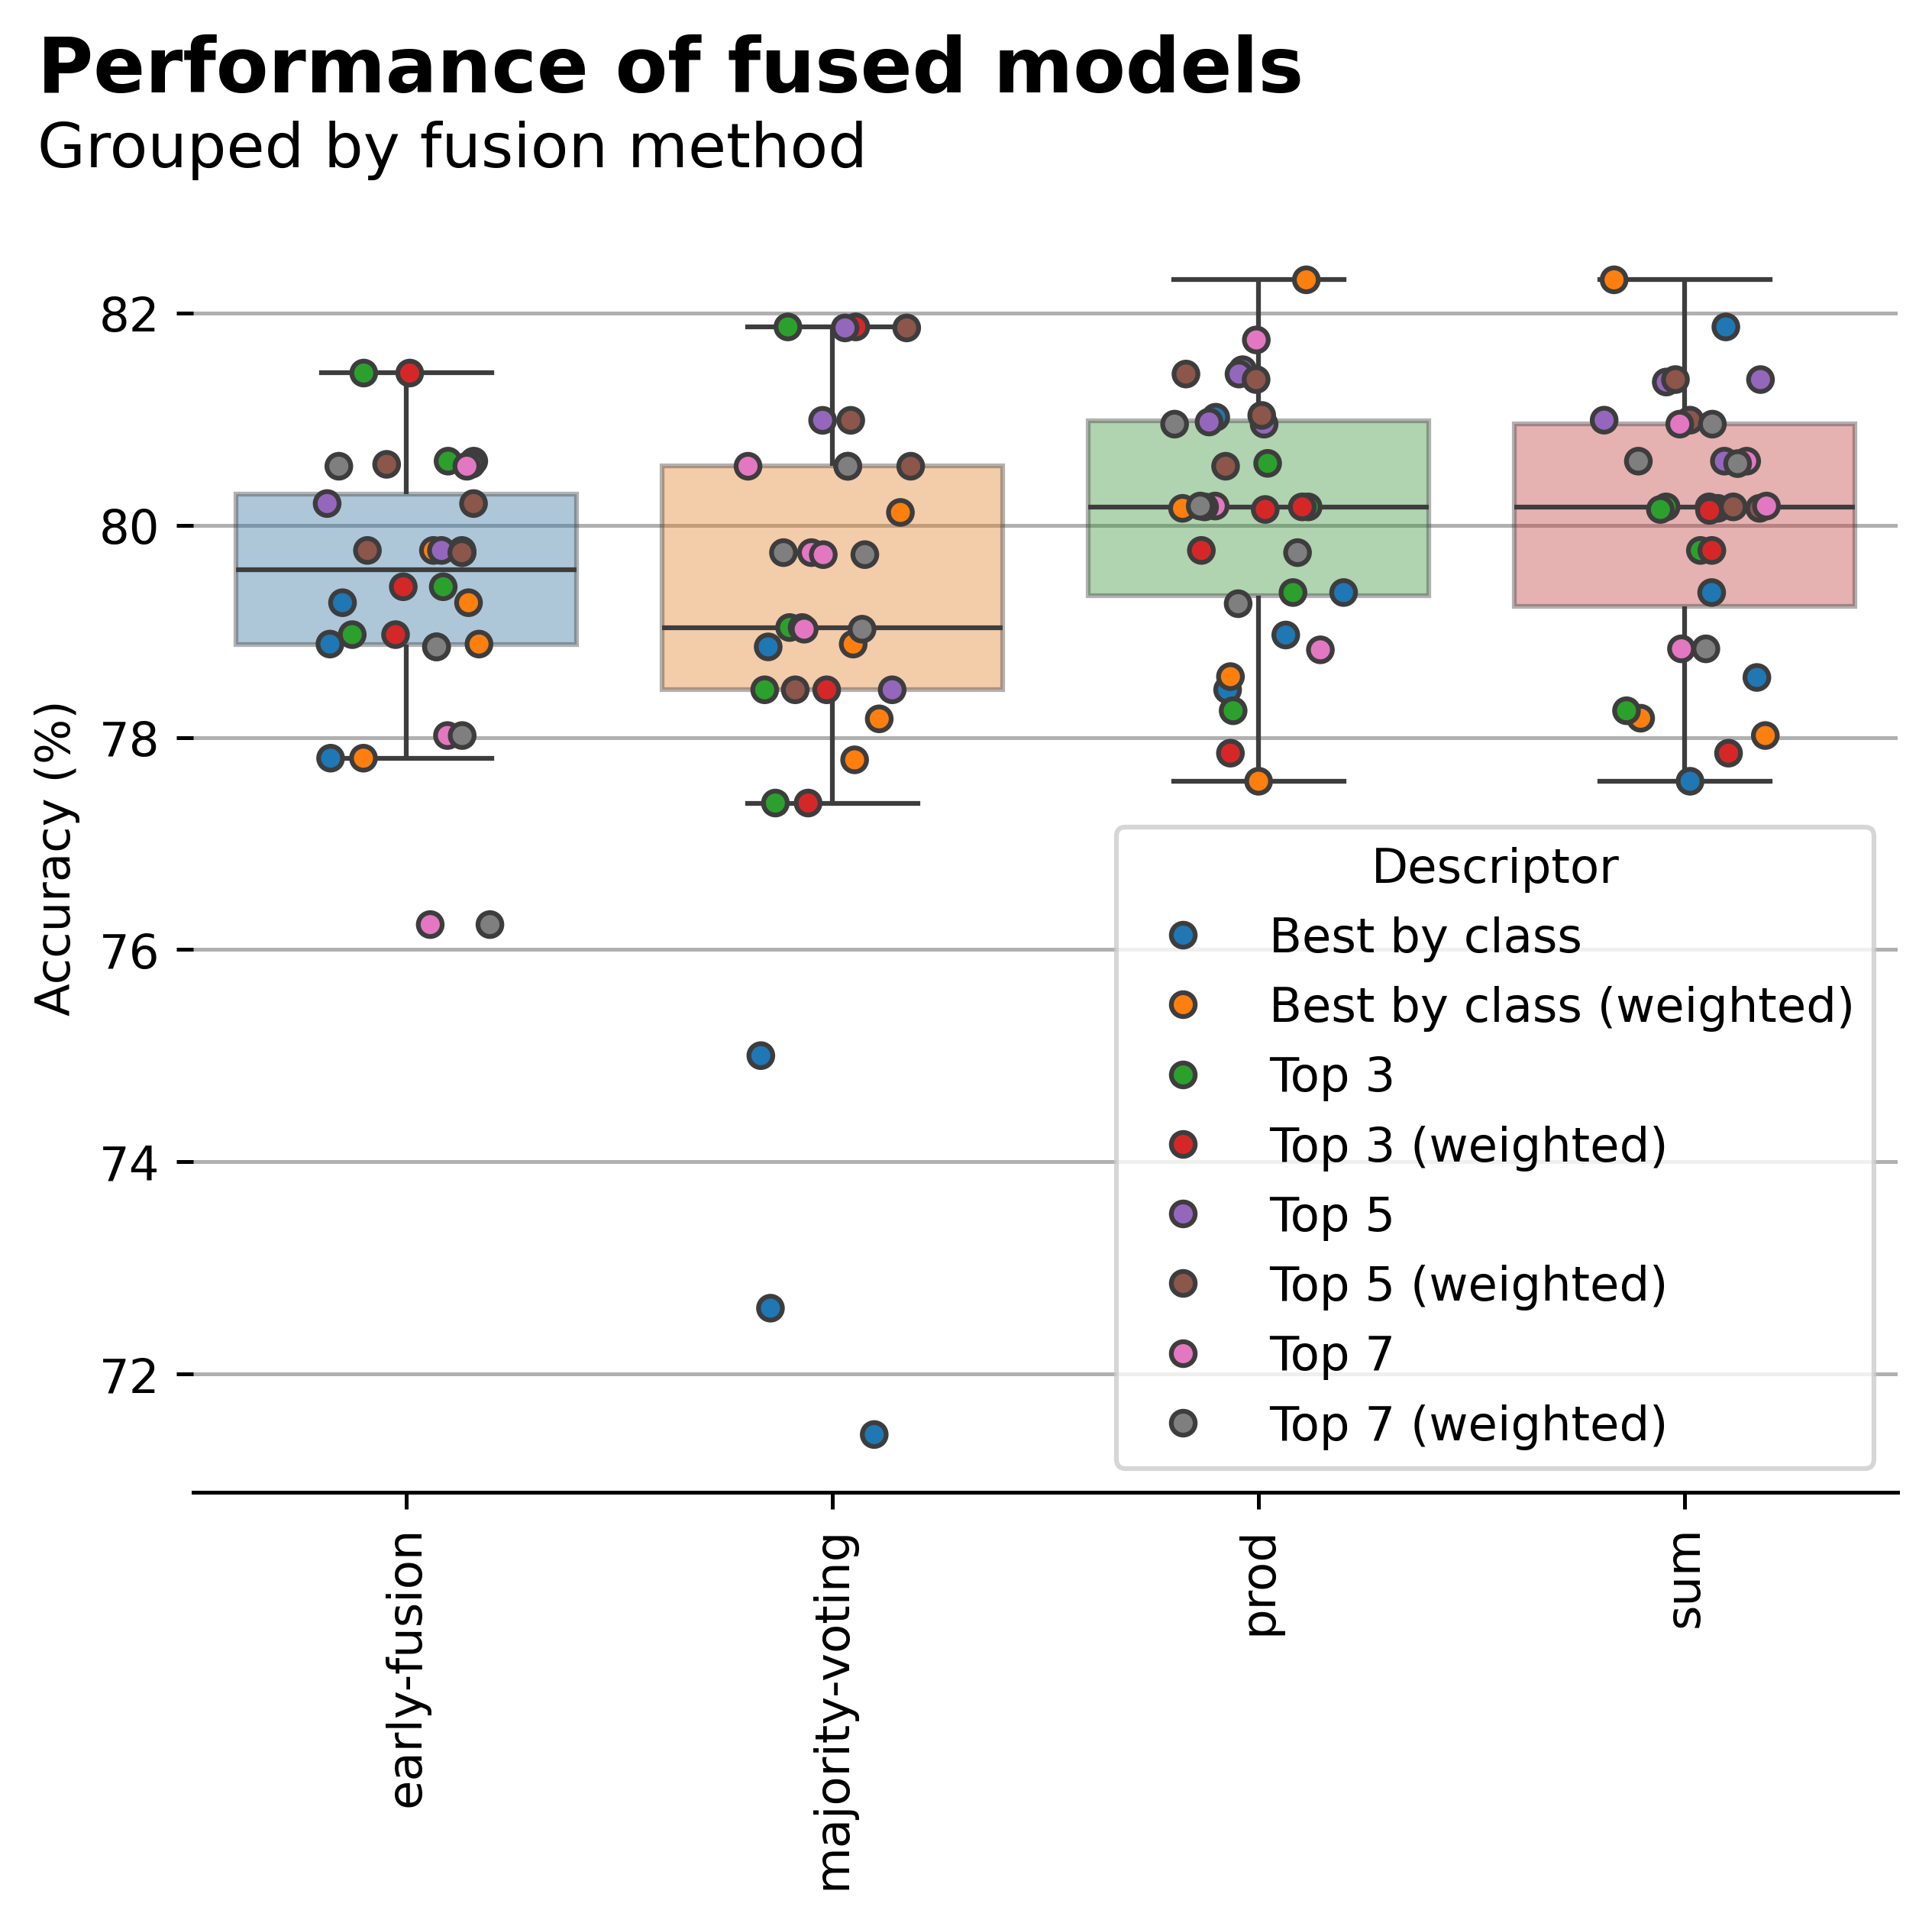 Performance of fused models
Grouped by fusion method
82
80
78
76
74
72
Accuracy (%)
Descriptor
Best by class
Best by class (weighted)
Top 3
Top 3 (weighted)
Top 5
Top 5 (weighted)
Top 7
Top 7 (weighted)
early-fusion
majority-voting
prod
sum